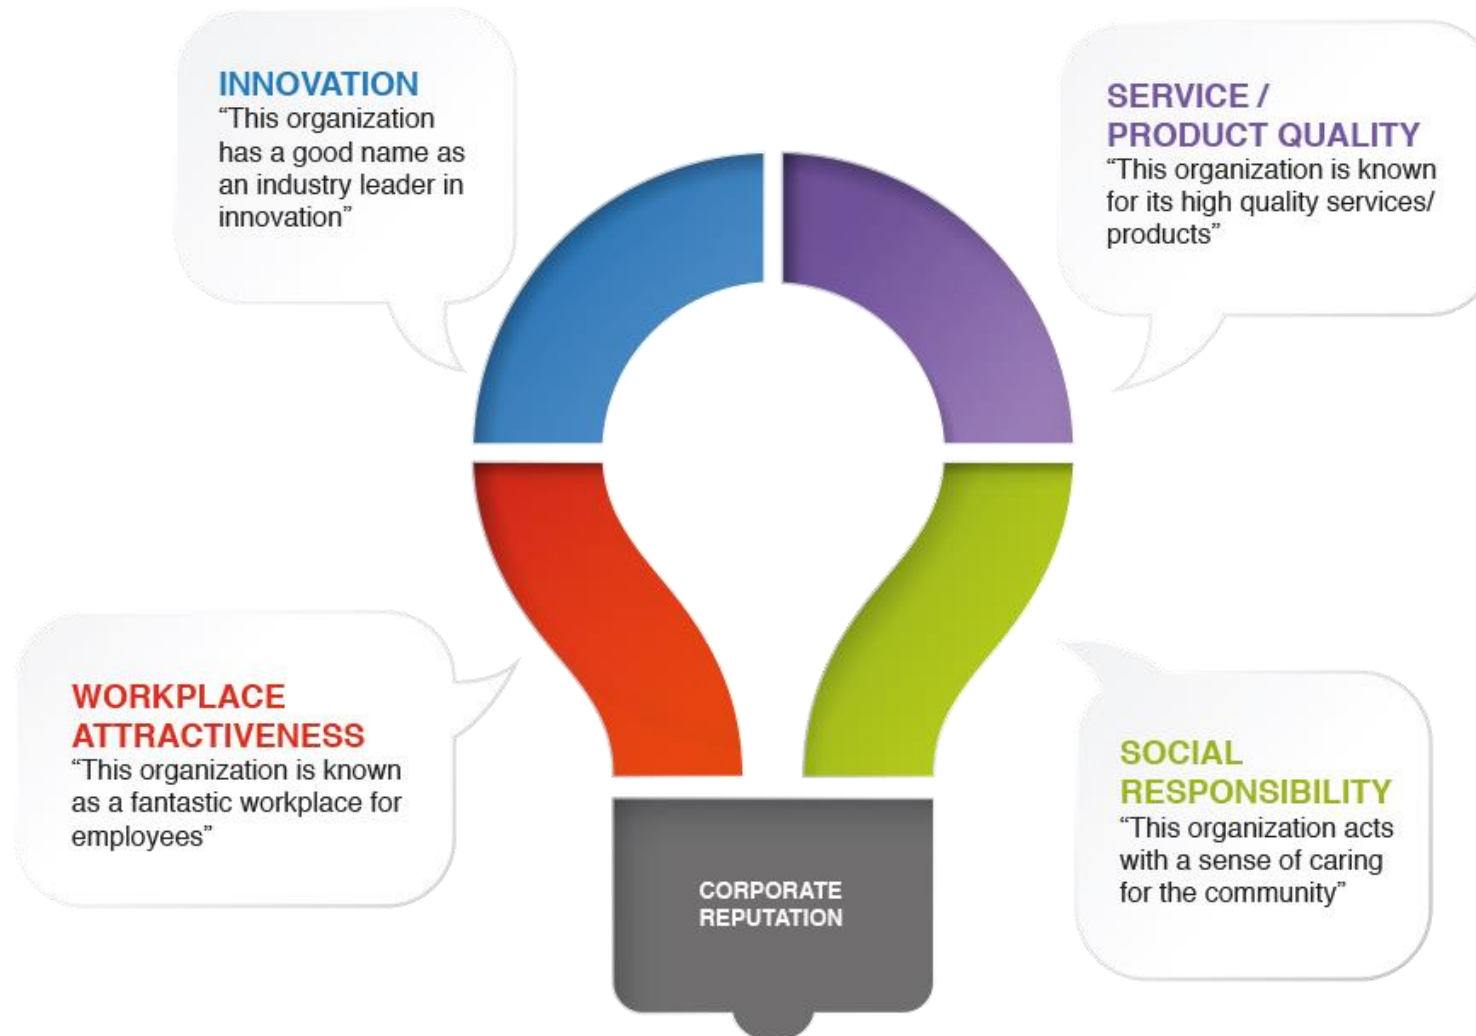 INNOVATION
“This organization
has a good name as
an industry leader in
innovation”
SERVICE /
PRODUCT QUALITY
“This organization is known
for its high quality services/
products”
WORKPLACE
ATTRACTIVENESS
“This organization is known
as a fantastic workplace for
employees”
SOCIAL
RESPONSIBILITY
“This organization acts
with a sense of caring
for the community”
CORPORATE
REPUTATION